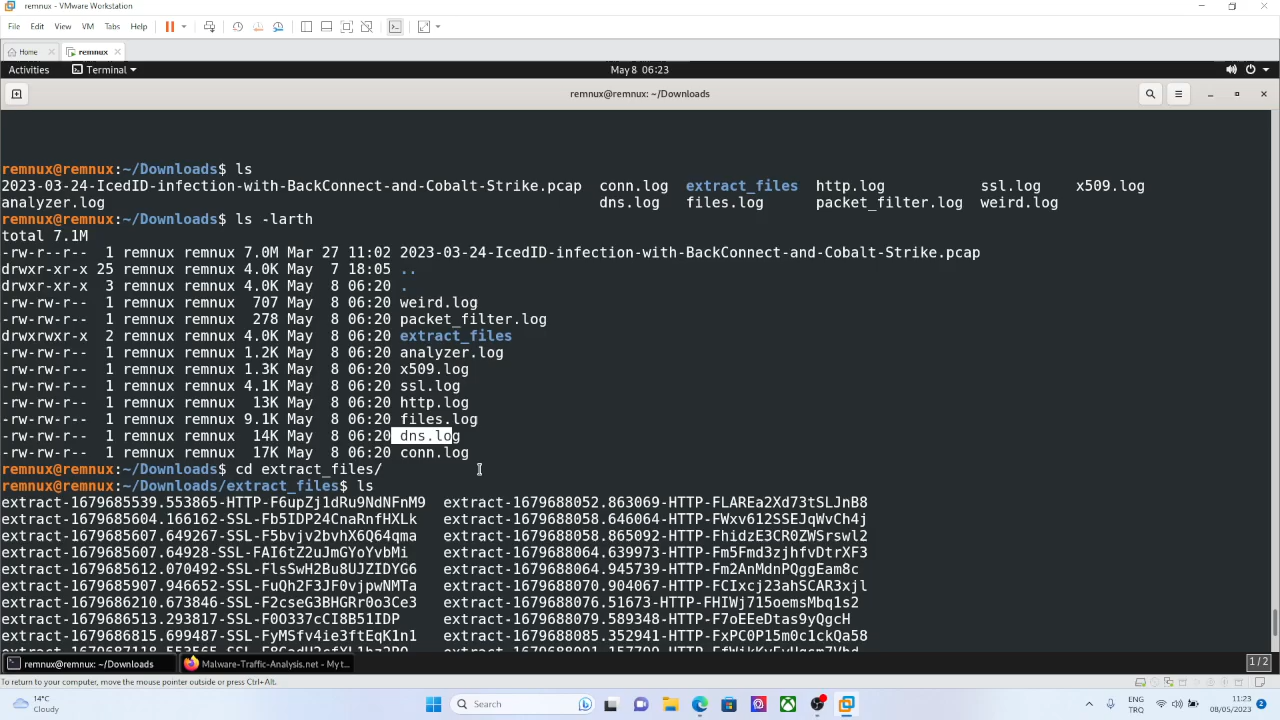 remnux - VMware Workstation
File Edit View VM Tabs Help
Home remnux
Activities Terminal May 8 06:23
remnux@remnux: ~/Downloads
remnux@remnux:~/Downloads$ ls
2023-03-24-IcedID-infection-with-BackConnect-and-Cobalt-Strike.pcap conn.log extract_files http.log ssl.log x509.log
analyzer.log dns.log files.log packet_filter.log weird.log
remnux@remnux:~/Downloads$ ls -larth
total 7.1M
-rw-r--r-- 1 remnux remnux 7.0M Mar 27 11:02 2023-03-24-IcedID-infection-with-BackConnect-and-Cobalt-Strike.pcap
drwxr-xr-x 25 remnux remnux 4.0K May 7 18:05 ..
drwxr-xr-x 3 remnux remnux 4.0K May 8 06:20 .
-rw-rw-r-- 1 remnux remnux 707 May 8 06:20 weird.log
-rw-rw-r-- 1 remnux remnux 278 May 8 06:20 packet_filter.log
drwxrwxr-x 2 remnux remnux 4.0K May 8 06:20 extract_files
-rw-rw-r-- 1 remnux remnux 1.2K May 8 06:20 analyzer.log
-rw-rw-r-- 1 remnux remnux 1.3K May 8 06:20 x509.log
-rw-rw-r-- 1 remnux remnux 4.1K May 8 06:20 ssl.log
-rw-rw-r-- 1 remnux remnux 13K May 8 06:20 http.log
-rw-rw-r-- 1 remnux remnux 9.1K May 8 06:20 files.log
-rw-rw-r-- 1 remnux remnux 14K May 8 06:20 dns.log
-rw-rw-r-- 1 remnux remnux 17K May 8 06:20 conn.log
remnux@remnux:~/Downloads$ cd extract_files/
remnux@remnux:~/Downloads/extract_files$ ls
extract-1679685539.553865-HTTP-F6upZj1dRu9NdNFnM9 extract-1679688052.863069-HTTP-FLAREa2Xd73tSLJnB8
extract-1679685604.166162-SSL-Fb5IDP24CnaRnfHXLk extract-1679688058.646064-HTTP-FWxv612SSEJqWvCh4j
extract-1679685607.649267-SSL-F5bvjv2bvhX6Q64qma extract-1679688058.865092-HTTP-FhidzE3CR0ZWSrswl2
extract-1679685607.64928-SSL-FAI6tZ2uJmGYoYvbMi extract-1679688064.639973-HTTP-Fm5Fmd3zjhfvDtrXF3
extract-1679685612.070492-SSL-FlsSwH2Bu8UJZIDYG6 extract-1679688064.945739-HTTP-Fm2AnMdnPQggEam8c
extract-1679685907.946652-SSL-FuQh2F3JF0vjpwNMTa extract-1679688070.904067-HTTP-FCIxcj23ahSCAR3xjl
extract-1679686210.673846-SSL-F2cseG3BHGRr0o3Ce3 extract-1679688076.51673-HTTP-FHIWj715oemsMbq1s2
extract-1679686513.293817-SSL-F0O337cCI8B51IDP extract-1679688079.589348-HTTP-F7oEEeDtas9yQgcH
extract-1679686815.699487-SSL-FyMSfv4ie3ftEqK1n1 extract-1679688085.352941-HTTP-FxPC0P15m0c1ckQa58
remnux@remnux: ~/Downloads Malware-Traffic-Analysis.net - My t... 1 / 2
To return to your computer, move the mouse pointer outside or press Ctrl+Alt.
14°C
Cloudy
Search
ENG
TRQ
11:23
08/05/2023